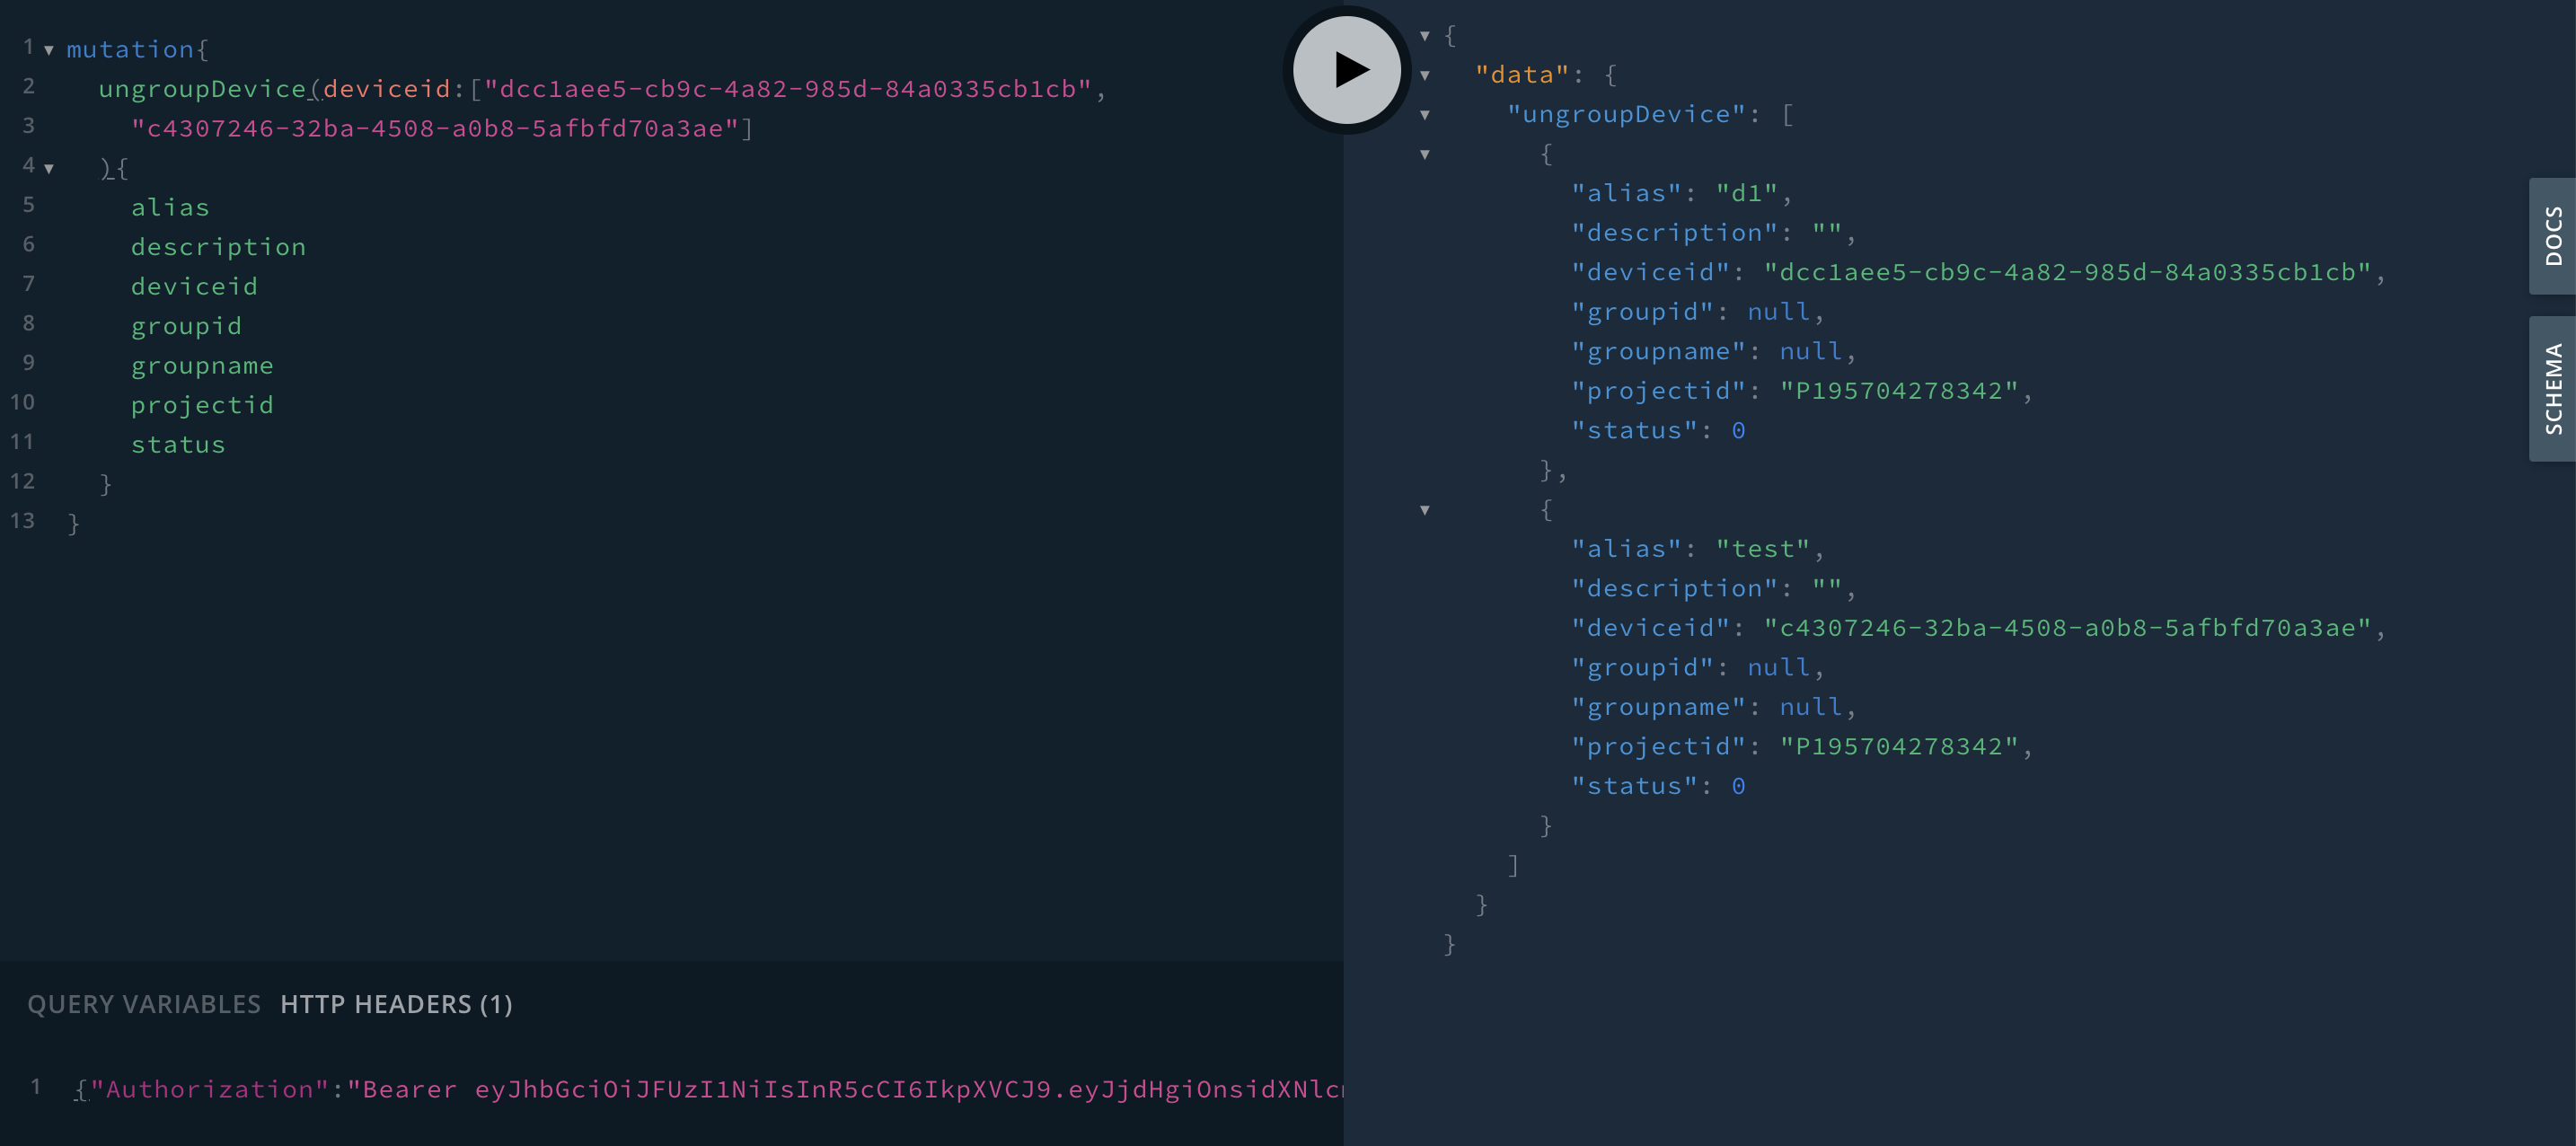 1 mutation{
2 ungroupDevice(deviceid:["dcc1aee5-cb9c-4a82-985d-84a0335cb1cb",
3 "c4307246-32ba-4508-a0b8-5afbfd70a3ae"]
4 ){
5 alias
6 description
7 deviceid
8 groupid
9 groupname
10 projectid
11 status
12 }
13 }
QUERY VARIABLES HTTP HEADERS (1)
1 {"Authorization":"Bearer eyJhbGciOiJFUzI1NiIsInR5cCI6IkpXVCJ9.eyJjdHgiOnsidXNlc
{
"data": {
"ungroupDevice": [
{
"alias": "d1",
"description": "",
"deviceid": "dcc1aee5-cb9c-4a82-985d-84a0335cb1cb",
"groupid": null,
"groupname": null,
"projectid": "P195704278342",
"status": 0
},
{
"alias": "test",
"description": "",
"deviceid": "c4307246-32ba-4508-a0b8-5afbfd70a3ae",
"groupid": null,
"groupname": null,
"projectid": "P195704278342",
"status": 0
}
]
}
}
DOCS
SCHEMA